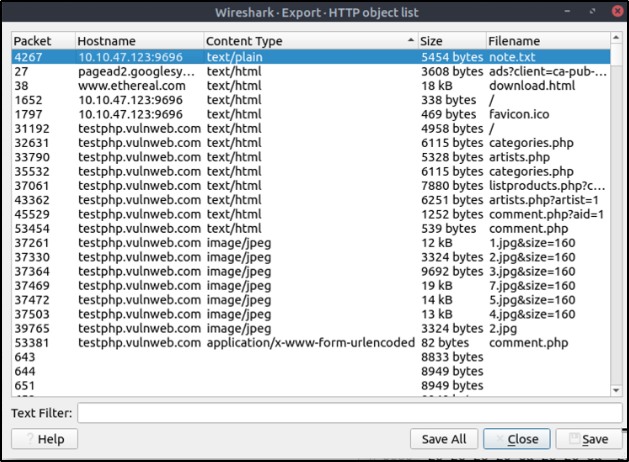 Wireshark · Export · HTTP object list
Packet Hostname Content Type Size Filename
4267 10.10.47.123:9696 text/plain 5454 bytes note.txt
27 pagead2.googlesy... text/html 3608 bytes ads?client=ca-pub-...
38 www.ethereal.com text/html 18 kB download.html
1652 10.10.47.123:9696 text/html 338 bytes /
1797 10.10.47.123:9696 text/html 469 bytes favicon.ico
31192 testphp.vulnweb.com text/html 4958 bytes /
32631 testphp.vulnweb.com text/html 6115 bytes categories.php
33790 testphp.vulnweb.com text/html 5328 bytes artists.php
35532 testphp.vulnweb.com text/html 6115 bytes categories.php
37061 testphp.vulnweb.com text/html 7880 bytes listproducts.php?c...
43362 testphp.vulnweb.com text/html 6251 bytes artists.php?artist=1
45529 testphp.vulnweb.com text/html 1252 bytes comment.php?aid=1
53454 testphp.vulnweb.com text/html 539 bytes comment.php
37261 testphp.vulnweb.com image/jpeg 12 kB 1.jpg&size=160
37330 testphp.vulnweb.com image/jpeg 3324 bytes 2.jpg&size=160
37364 testphp.vulnweb.com image/jpeg 9692 bytes 3.jpg&size=160
37469 testphp.vulnweb.com image/jpeg 19 kB 7.jpg&size=160
37472 testphp.vulnweb.com image/jpeg 14 kB 5.jpg&size=160
37503 testphp.vulnweb.com image/jpeg 13 kB 4.jpg&size=160
39765 testphp.vulnweb.com image/jpeg 3324 bytes 2.jpg
53381 testphp.vulnweb.com application/x-www-form-urlencoded 82 bytes comment.php
643 8833 bytes
644 8949 bytes
651 8949 bytes
Text Filter:
? Help Save All Close Save